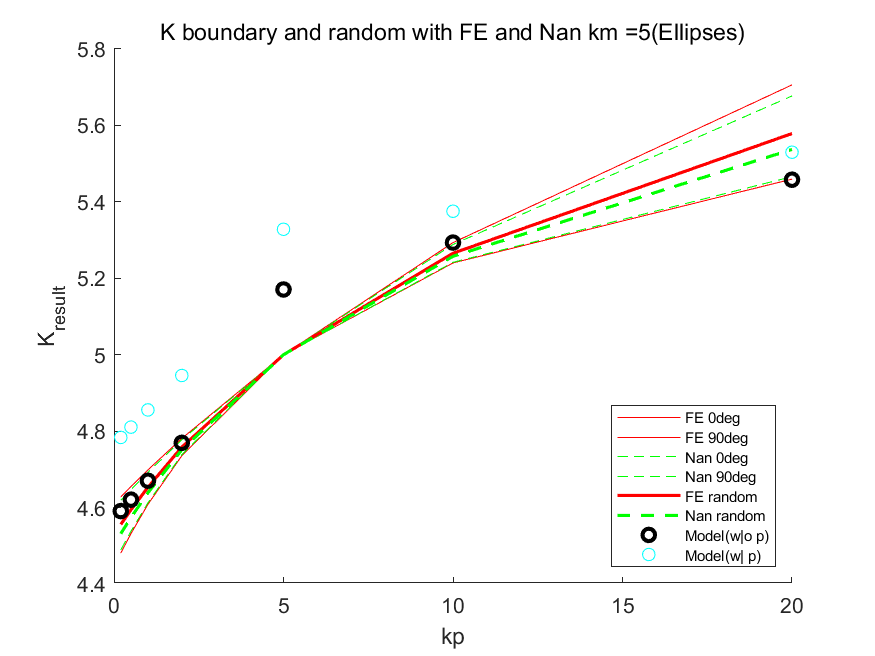 K boundary and random with FE and Nan km =5(Ellipses)
5.8
5.6
5.4
5.2
5
4.8
4.6
4.4
K_result
0
5
10
15
20
kp
FE 0deg
FE 90deg
Nan 0deg
Nan 90deg
FE random
Nan random
Model(w|o p)
Model(w| p)